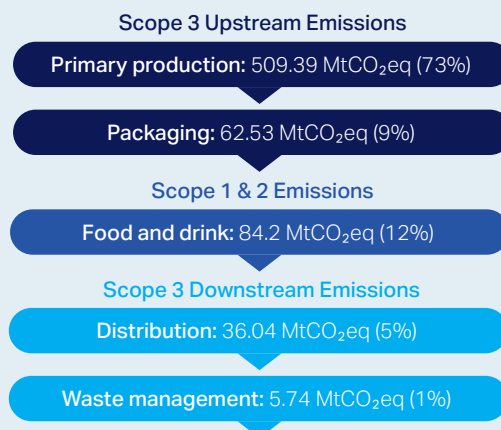 Scope 3 Upstream Emissions
Primary production: 509.39 MtCO₂eq (73%)
Packaging: 62.53 MtCO₂eq (9%)
Scope 1 & 2 Emissions
Food and drink: 84.2 MtCO₂eq (12%)
Scope 3 Downstream Emissions
Distribution: 36.04 MtCO₂eq (5%)
Waste management: 5.74 MtCO₂eq (1%)